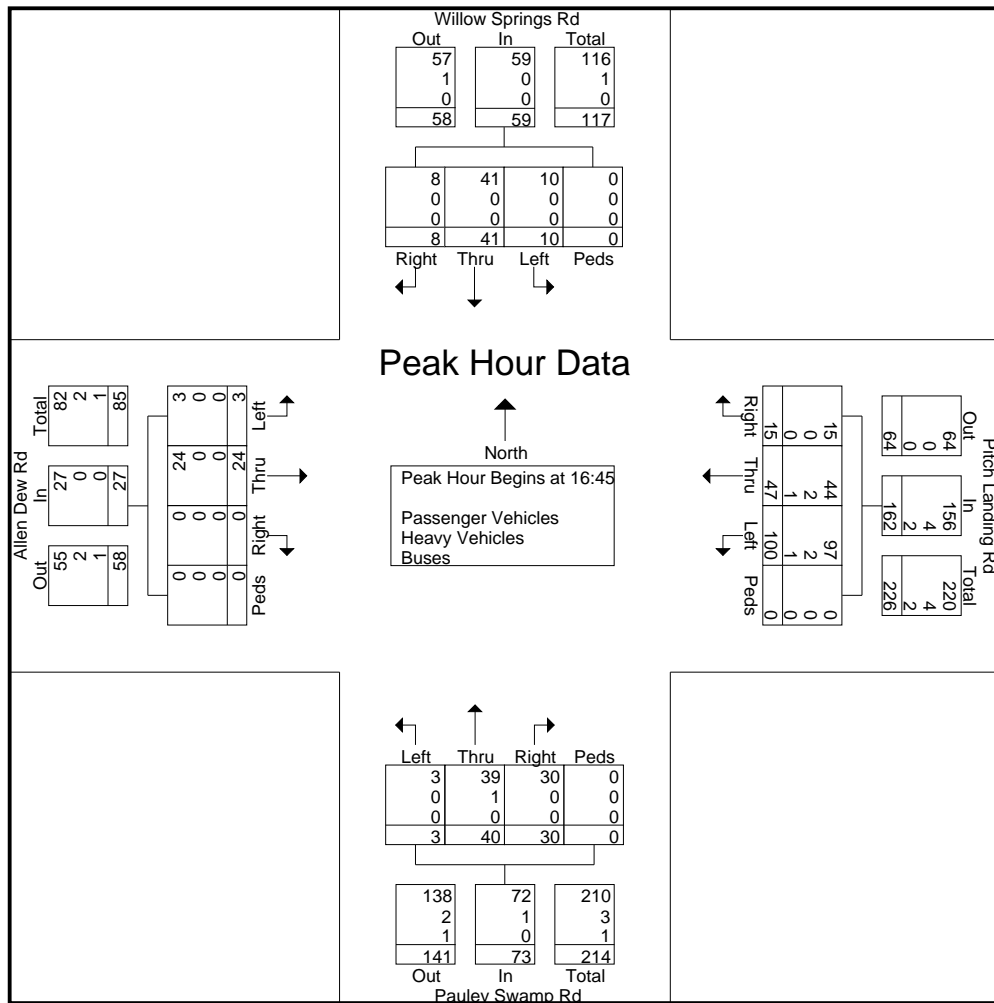 Willow Springs Rd
Out In Total
57 59 116
1 0 1
0 0 0
58 59 117
8 41 10 0
0 0 0 0
0 0 0 0
8 41 10 0
Right Thru Left Peds
Peak Hour Data
North
Peak Hour Begins at 16:45
Passenger Vehicles
Heavy Vehicles
Buses
Allen Dew Rd
Out In Total
55 27 82
2 0 2
1 0 1
58 27 85
3 24 0 0
0 0 0 0
0 0 0 0
3 24 0 0
Left Thru Right Peds
Pitch Landing Rd
Out In Total
64 156 220
0 4 4
0 2 2
64 162 226
15 44 97 0
0 2 2 0
0 1 1 0
15 47 100 0
Right Thru Left Peds
Left Thru Right Peds
3 39 30 0
0 1 0 0
0 0 0 0
3 40 30 0
138 72 210
2 1 3
1 0 1
141 73 214
Out In Total
Pauley Swamp Rd